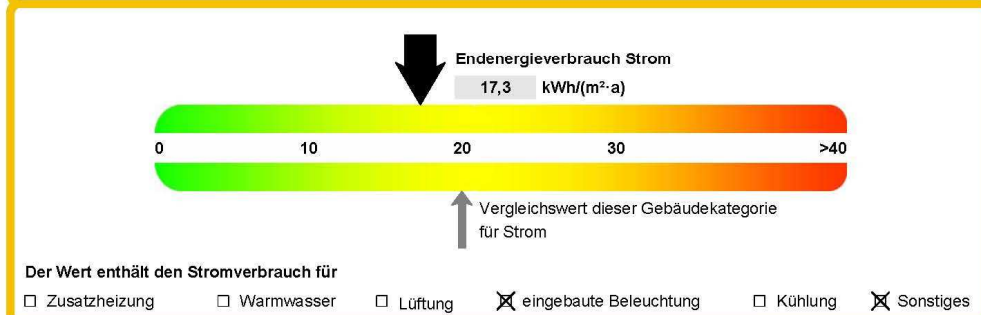 Endenergieverbrauch Strom
17,3 kWh/(m²·a)
0 10 20 30 >40
Vergleichswert dieser Gebäudekategorie
für Strom
Der Wert enthält den Stromverbrauch für
☐ Zusatzheizung ☐ Warmwasser ☐ Lüftung ☒ eingebaute Beleuchtung ☐ Kühlung ☒ Sonstiges